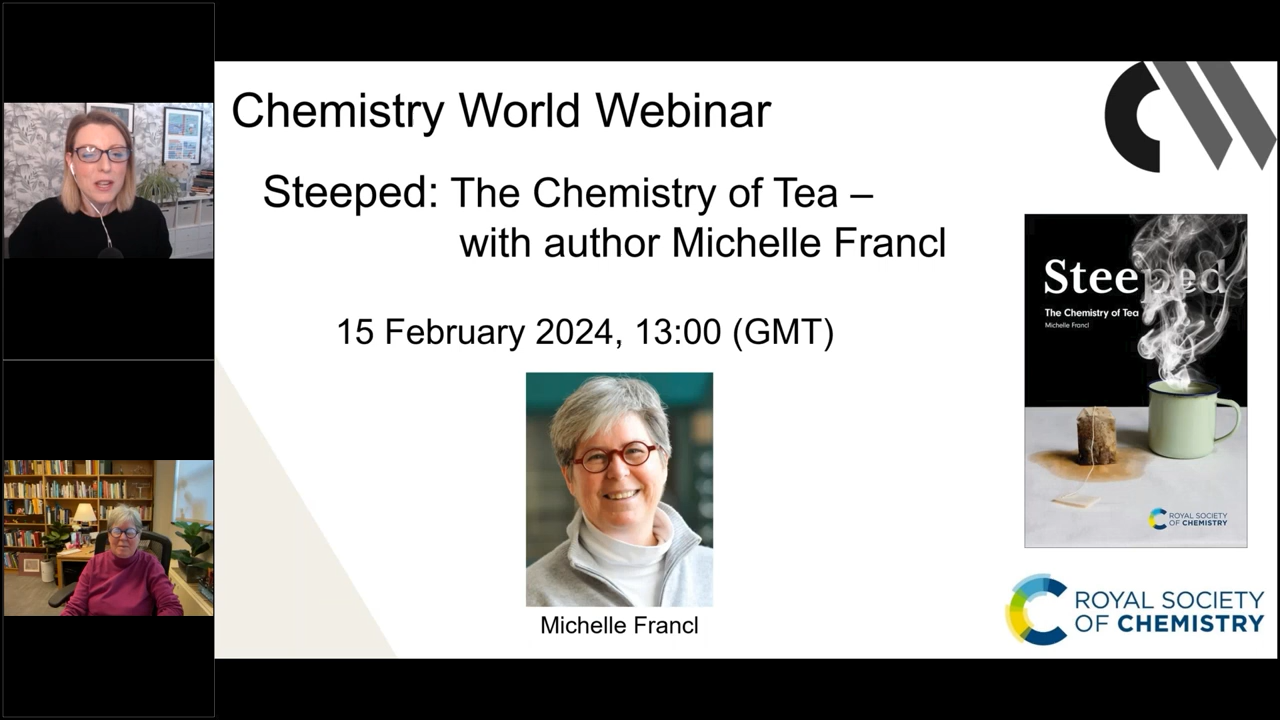 Chemistry World Webinar
Steeped: The Chemistry of Tea –
with author Michelle Francl
15 February 2024, 13:00 (GMT)
Michelle Francl
Steeped
The Chemistry of Tea
Michelle Francl
ROYAL SOCIETY
OF CHEMISTRY
ROYAL SOCIETY
OF CHEMISTRY